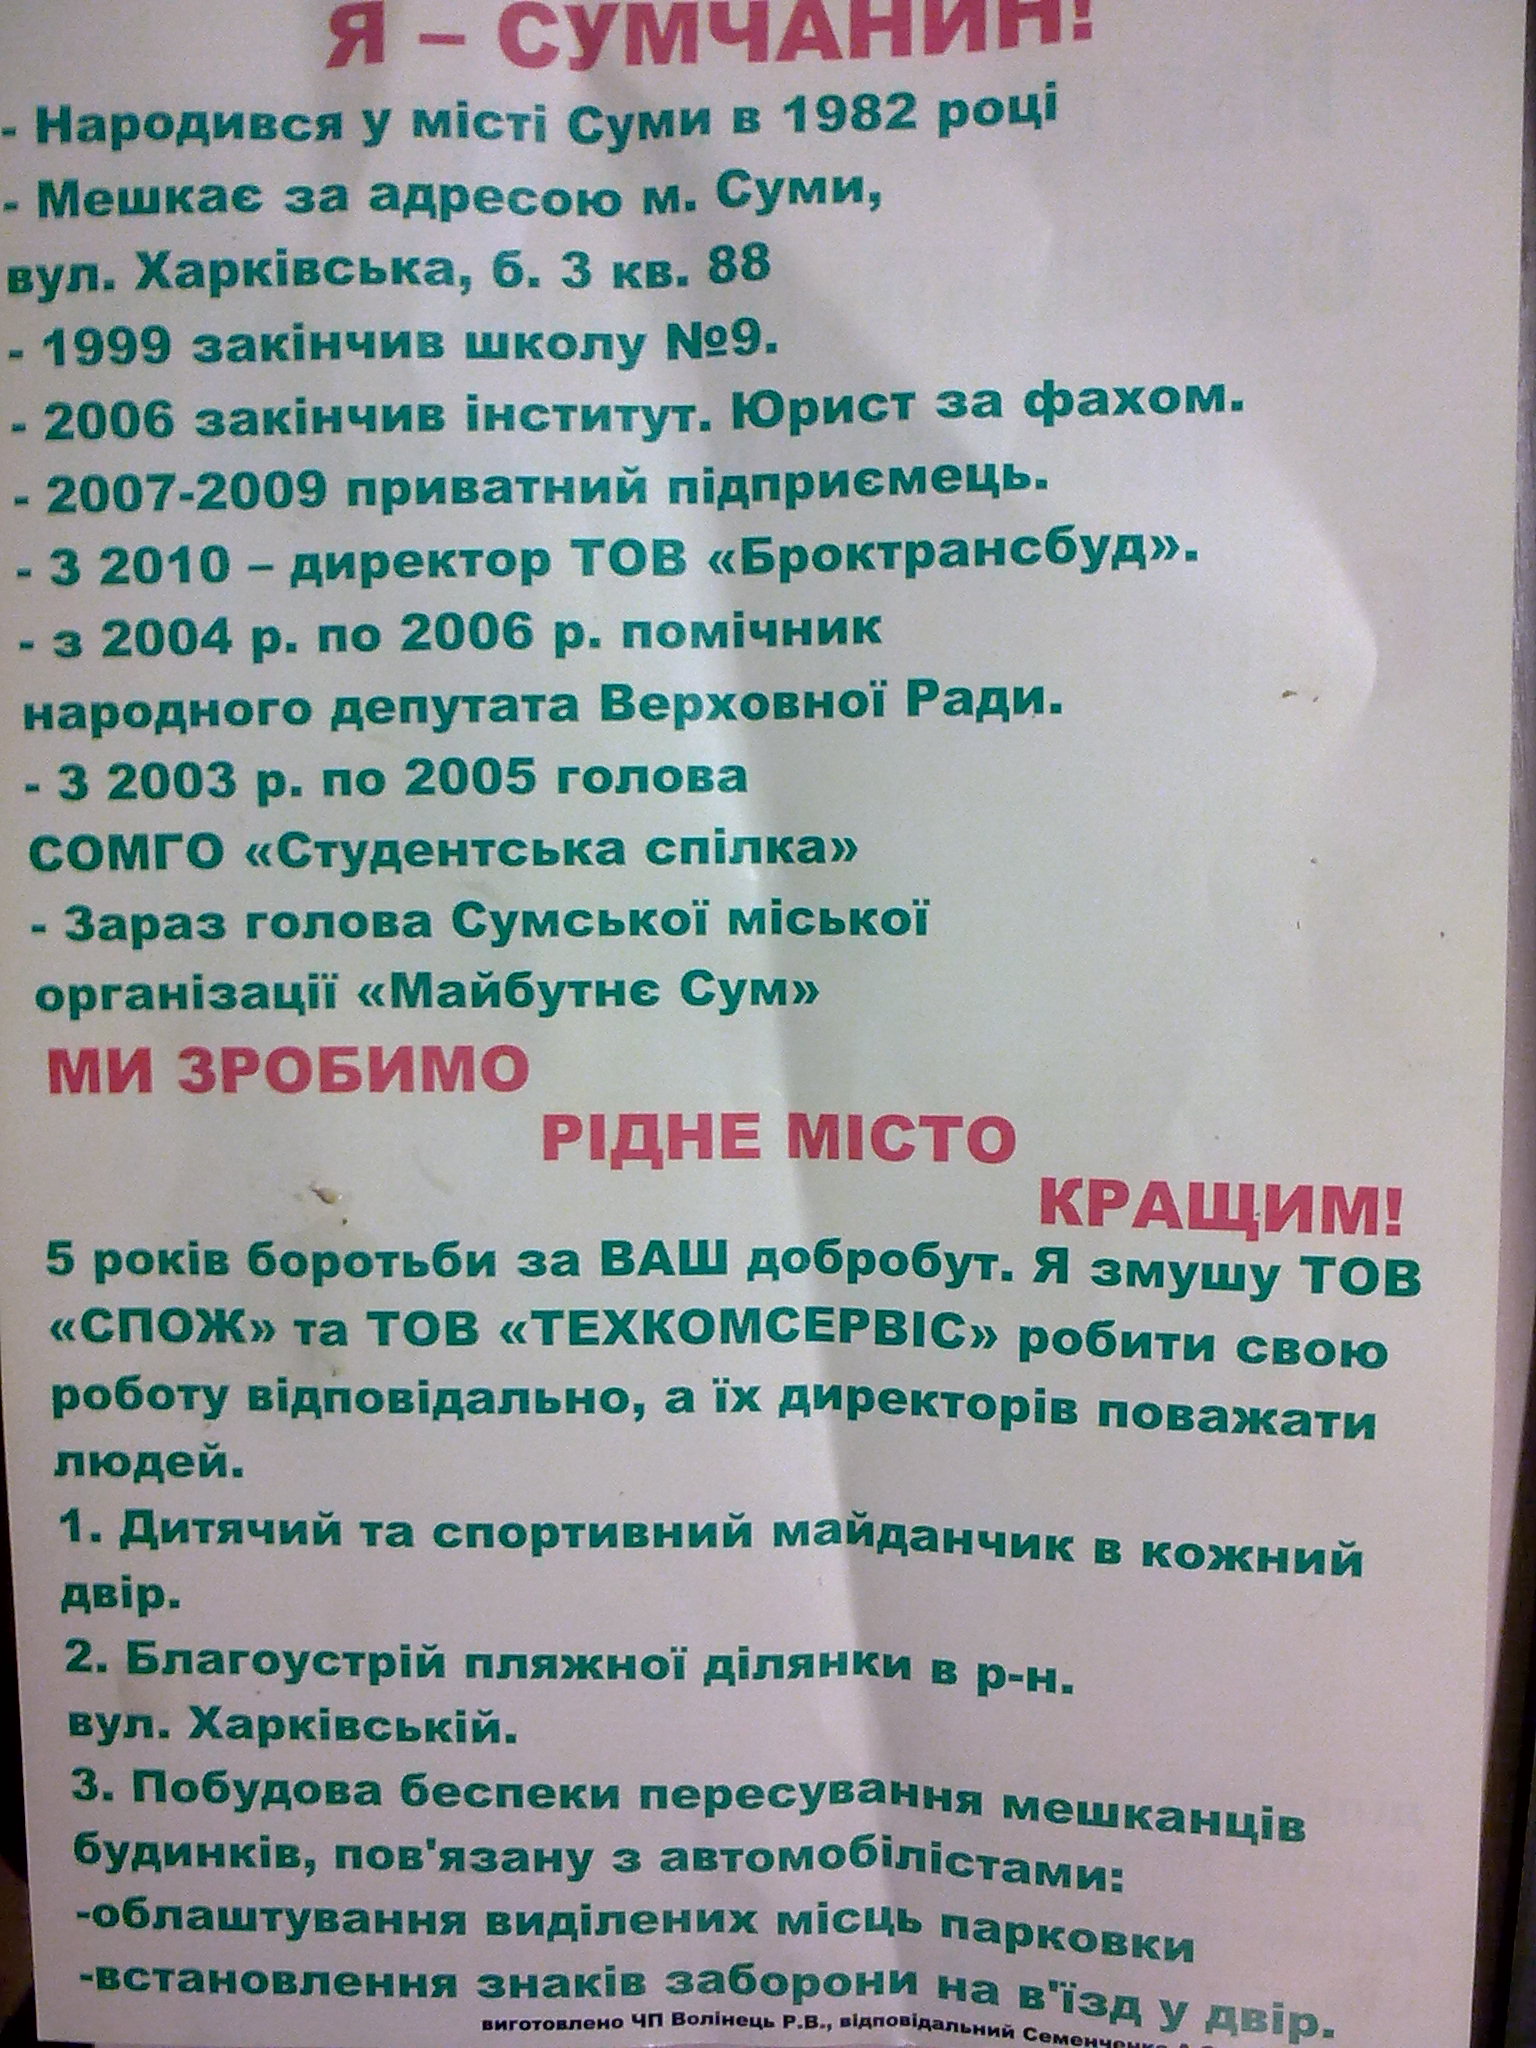 Я – СУМЧАНИН!
- Народився у місті Суми в 1982 році
- Мешкає за адресою м. Суми,
вул. Харківська, б. 3 кв. 88
- 1999 закінчив школу №9.
- 2006 закінчив інститут. Юрист за фахом.
- 2007-2009 приватний підприємець.
- З 2010 – директор ТОВ «Броктрансбуд».
- з 2004 р. по 2006 р. помічник
народного депутата Верховної Ради.
- З 2003 р. по 2005 голова
СОМГО «Студентська спілка»
- Зараз голова Сумської міської
організації «Майбутнє Сум»
МИ ЗРОБИМО
РІДНЕ МІСТО
КРАЩИМ!
5 років боротьби за ВАШ добробут. Я змушу ТОВ
«СПОЖ» та ТОВ «ТЕХКОМСЕРВІС» робити свою
роботу відповідально, а їх директорів поважати
людей.
1. Дитячий та спортивний майданчик в кожний
двір.
2. Благоустрій пляжної ділянки в р-н.
вул. Харківській.
3. Побудова беспеки пересування мешканців
будинків, пов'язану з автомобілістами:
-облаштування виділених місць парковки
-встановлення знаків заборони на в'їзд у двір.
виготовлено ЧП Волінець Р.В., відповідальний Семенченко